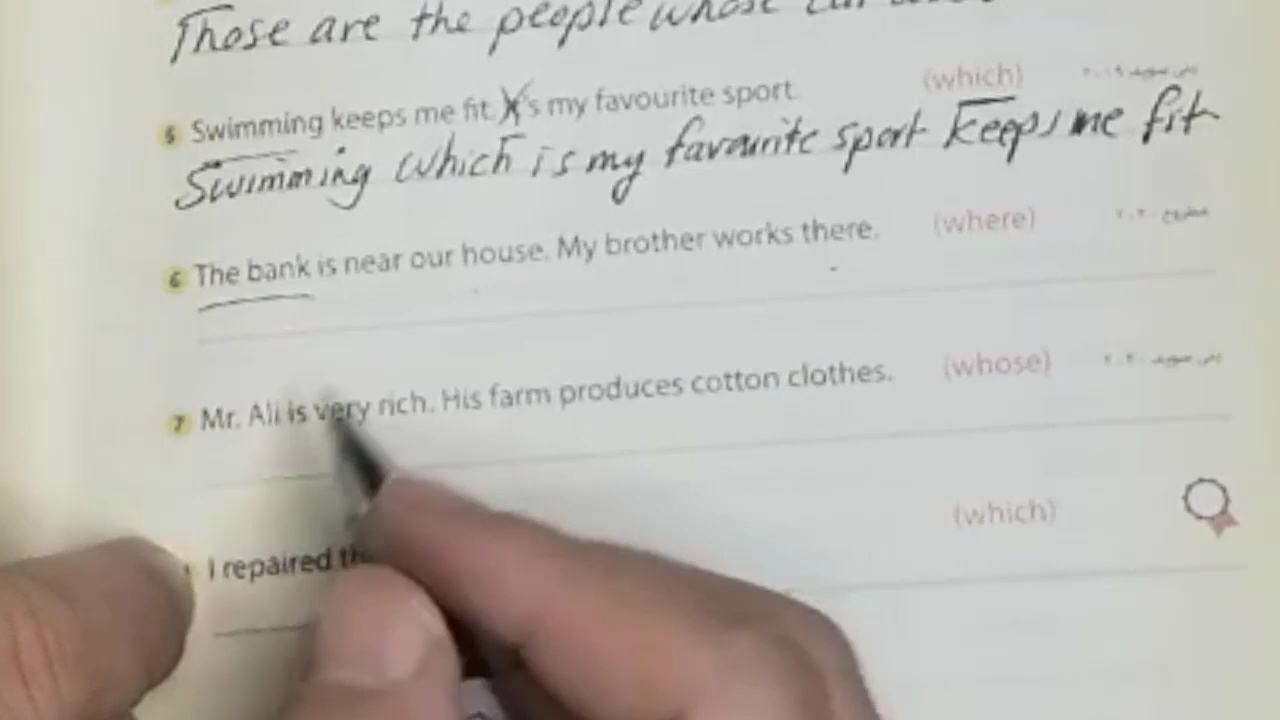 Those are the people whose
5 Swimming keeps me fit. It's my favourite sport. (which)
Swimming which is my favourite sport keeps me fit
6 The bank is near our house. My brother works there. (where)
7 Mr. Ali is very rich. His farm produces cotton clothes. (whose)
(which)
I repaired